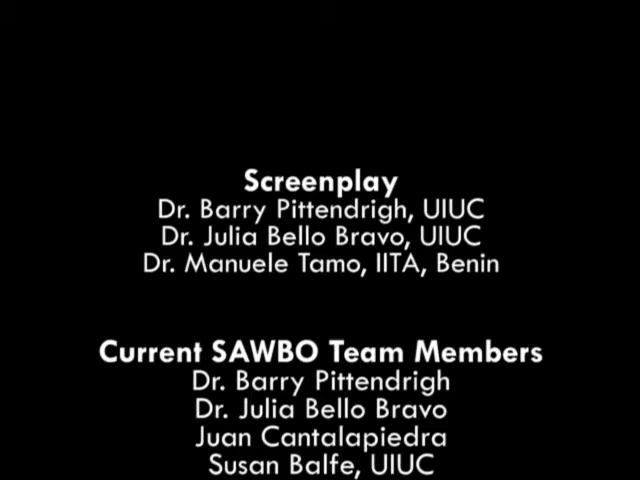 Screenplay
Dr. Barry Pittendrigh, UIUC
Dr. Julia Bello Bravo, UIUC
Dr. Manuele Tamo, IITA, Benin
Current SAWBO Team Members
Dr. Barry Pittendrigh
Dr. Julia Bello Bravo
Juan Cantalapiedra
Susan Balfe, UIUC